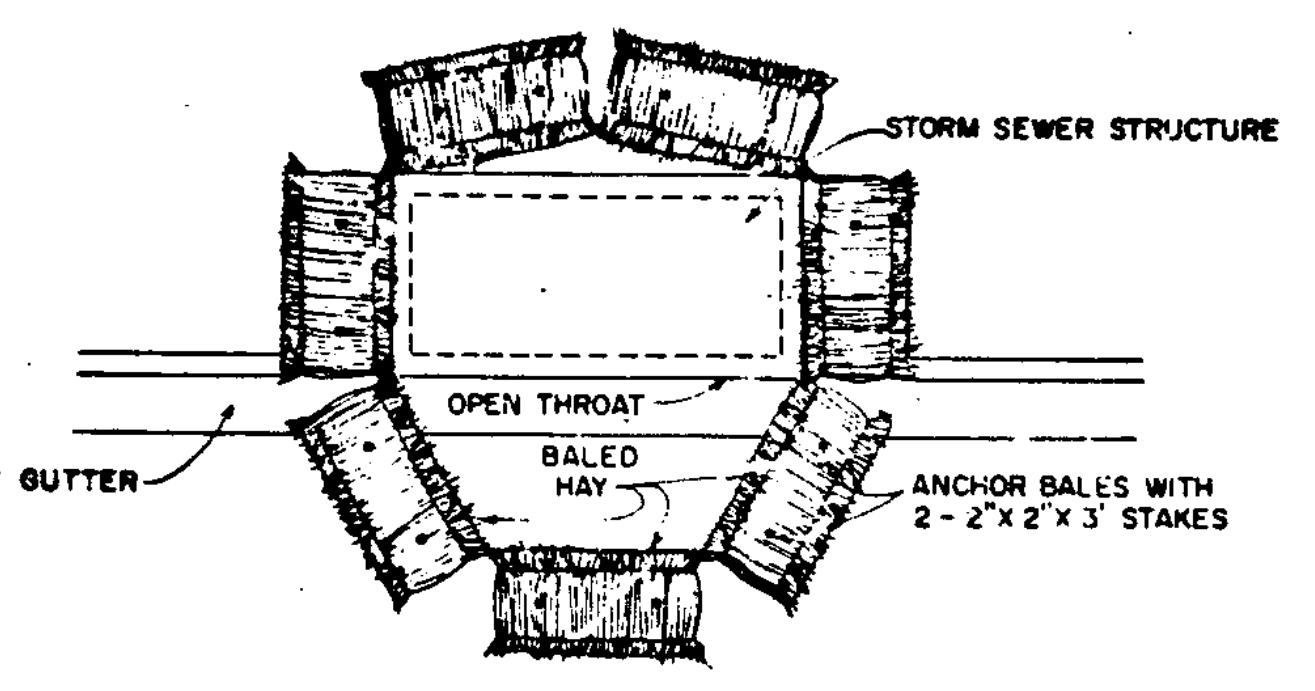 STORM SEWER STRUCTURE
OPEN THROAT
BALED
HAY
GUTTER
ANCHOR BALES WITH
2 - 2" X 2" X 3' STAKES